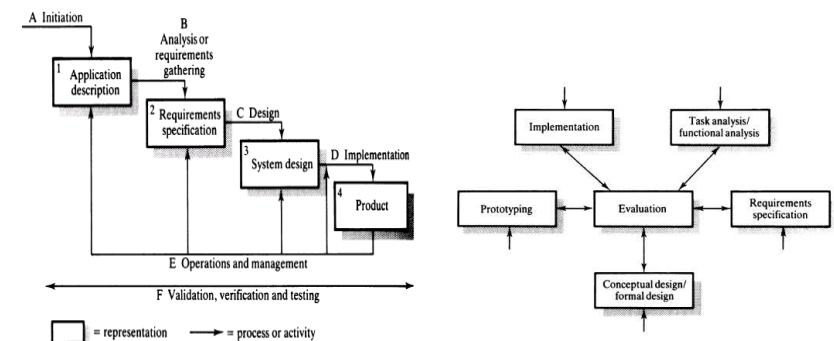 A Initiation
B
Analysis or
requirements
gathering
1
Application
description
2
Requirements
specification
C Design
3
System design
D Implementation
4
Product
E Operations and management
F Validation, verification and testing
= representation
= process or activity
Implementation
Task analysis/
functional analysis
Prototyping
Evaluation
Requirements
specification
Conceptual design/
formal design